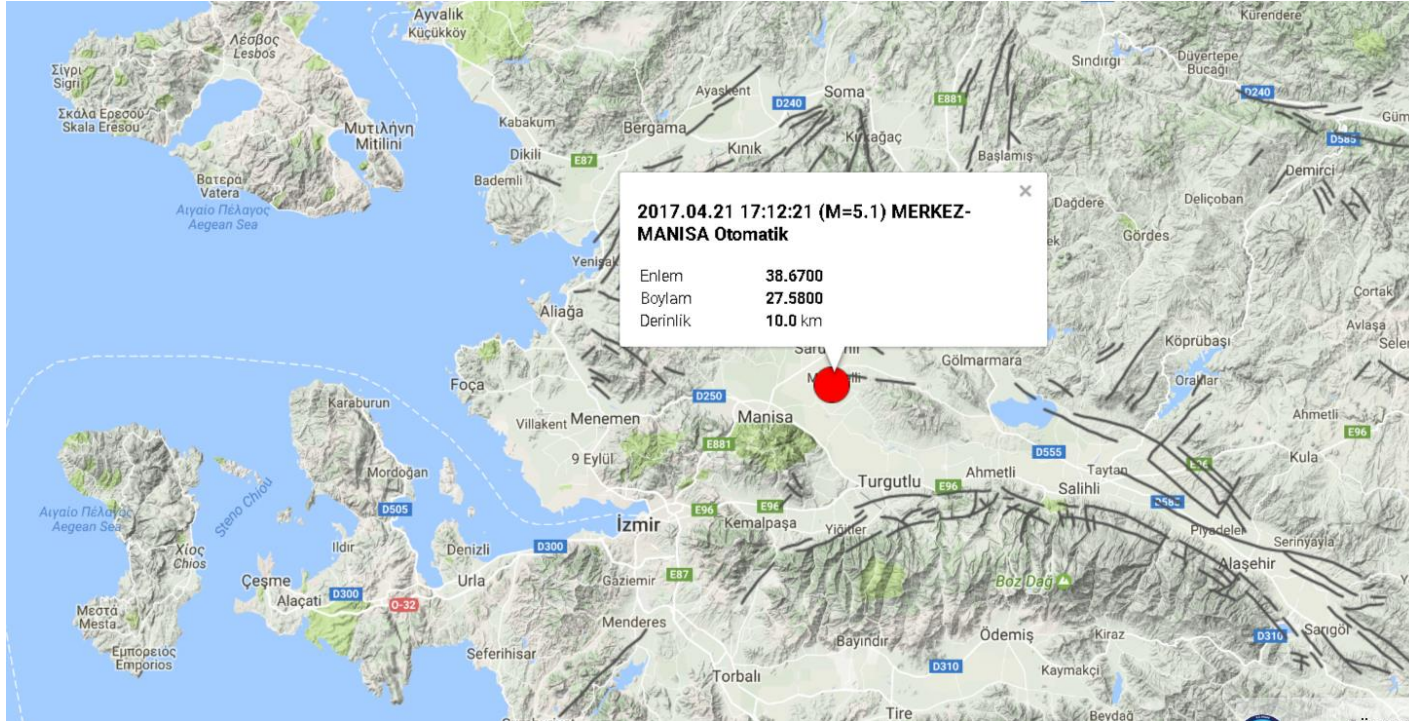 Ayvalık
Küçükköy
Kürendere
Λέσβος
Lesbos
Düvertepe
Bucağı
Sındırgı
Σίγρι
Sigri
Ayaskent
Soma
D240
E881
D240
Σκάλα Ερεσού
Skala Eresou
Μυτιλήνη
Mitilini
Kabakum
Bergama
Kırkağaç
D585
Kınık
Dikili
E87
Başlamış
Demirci
Βατερά
Vatera
Bademli
Deliçoban
Dağdere
Αιγαίο Πέλαγος
Aegean Sea
Gördes
2017.04.21 17:12:21 (M=5.1) MERKEZ-
MANISA Otomatik
Enlem 38.6700
Boylam 27.5800
Derinlik 10.0 km
Çortak
Aliağa
Avlaşa
Köprübaşı
Gölmarmara
Foça
Oraklar
Karaburun
D250
Villakent
Menemen
Manisa
Ahmetli
E881
E96
9 Eylül
D555
Kula
Mordoğan
Turgutlu
E96
Ahmetli
Taytan
E96
Salihli
Αιγαίο Πέλαγος
Aegean Sea
Steno Chiou
D505
İzmir
E96
E96
Kemalpaşa
Yiğitler
D585
Piyadeler
Serinyayla
Χίος
Chios
Ildır
Denizli
D300
Alaşehir
Çeşme
Urla
Gaziemir
E87
Boz Dağ
Alaçatı
D300
O-32
Μεστά
Mesta
Menderes
Bayındır
Ödemiş
Kiraz
D310
Sarıgöl
Εμπορειός
Emporios
Seferihisar
Torbalı
D310
Kaymakçı
Tire
Beydağ